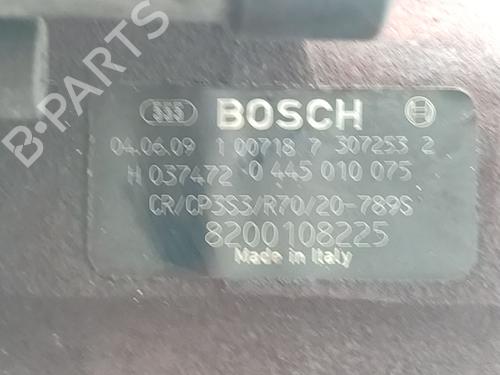 B-PARTS
BOSCH
04.06.09 1 00718 7 307253 2
H 037472 0 445 010 075
CR/CP3S3/R70/20-789S
8200108225
Made in Italy